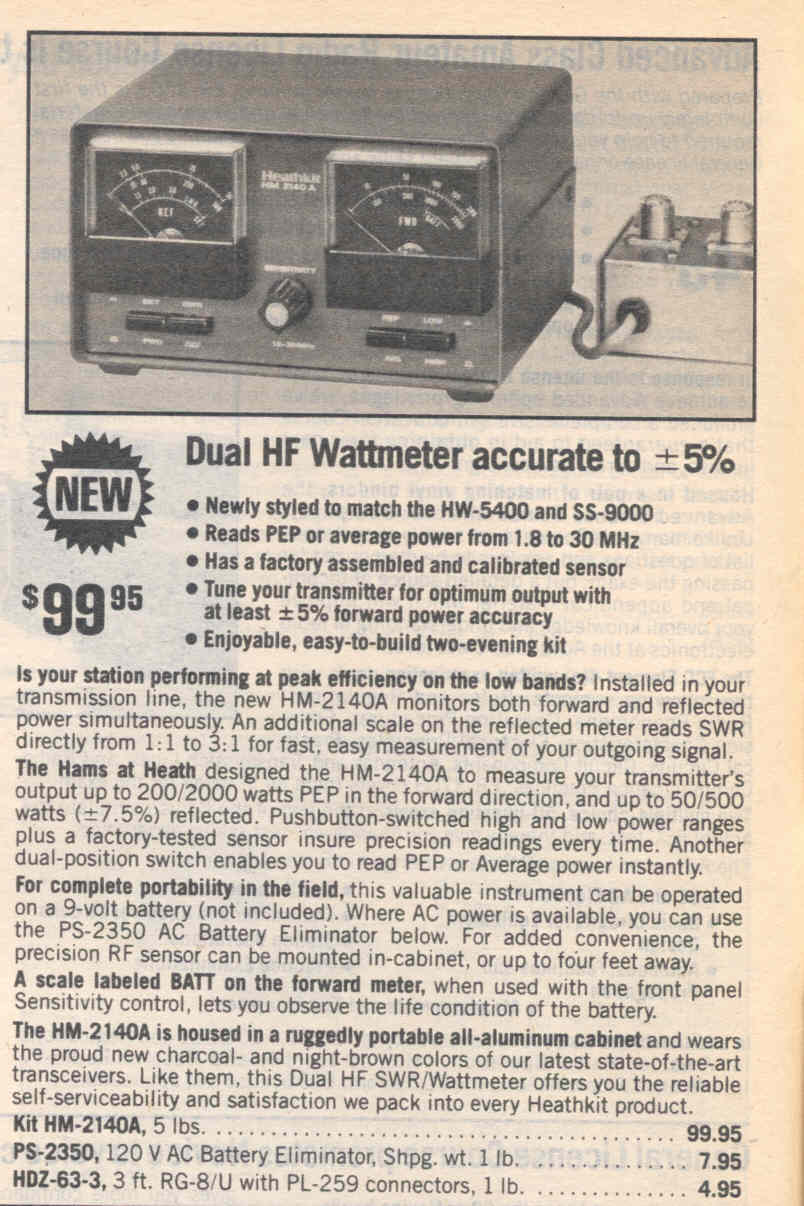 Heathkit
HM 2140 A
REF
FWD
SENSITIVITY
PEP LOW
Dual HF Wattmeter accurate to ±5%
NEW
$99 95
• Newly styled to match the HW-5400 and SS-9000
• Reads PEP or average power from 1.8 to 30 MHz
• Has a factory assembled and calibrated sensor
• Tune your transmitter for optimum output with
at least ±5% forward power accuracy
• Enjoyable, easy-to-build two-evening kit
Is your station performing at peak efficiency on the low bands? Installed in your
transmission line, the new HM-2140A monitors both forward and reflected
power simultaneously. An additional scale on the reflected meter reads SWR
directly from 1:1 to 3:1 for fast, easy measurement of your outgoing signal.
The Hams at Heath designed the HM-2140A to measure your transmitter's
output up to 200/2000 watts PEP in the forward direction, and up to 50/500
watts (±7.5%) reflected. Pushbutton-switched high and low power ranges
plus a factory-tested sensor insure precision readings every time. Another
dual-position switch enables you to read PEP or Average power instantly.
For complete portability in the field, this valuable instrument can be operated
on a 9-volt battery (not included). Where AC power is available, you can use
the PS-2350 AC Battery Eliminator below. For added convenience, the
precision RF sensor can be mounted in-cabinet, or up to four feet away.
A scale labeled BATT on the forward meter, when used with the front panel
Sensitivity control, lets you observe the life condition of the battery.
The HM-2140A is housed in a ruggedly portable all-aluminum cabinet and wears
the proud new charcoal- and night-brown colors of our latest state-of-the-art
transceivers. Like them, this Dual HF SWR/Wattmeter offers you the reliable
self-serviceability and satisfaction we pack into every Heathkit product.
Kit HM-2140A, 5 lbs. . . . . . . . . . . . . . . . . . . . . . . . . . . . . . . . . . . . . . . . 99.95
PS-2350, 120 V AC Battery Eliminator, Shpg. wt. 1 lb. . . . . . . . . . . . . . 7.95
HDZ-63-3, 3 ft. RG-8/U with PL-259 connectors, 1 lb. . . . . . . . . . . . . . 4.95